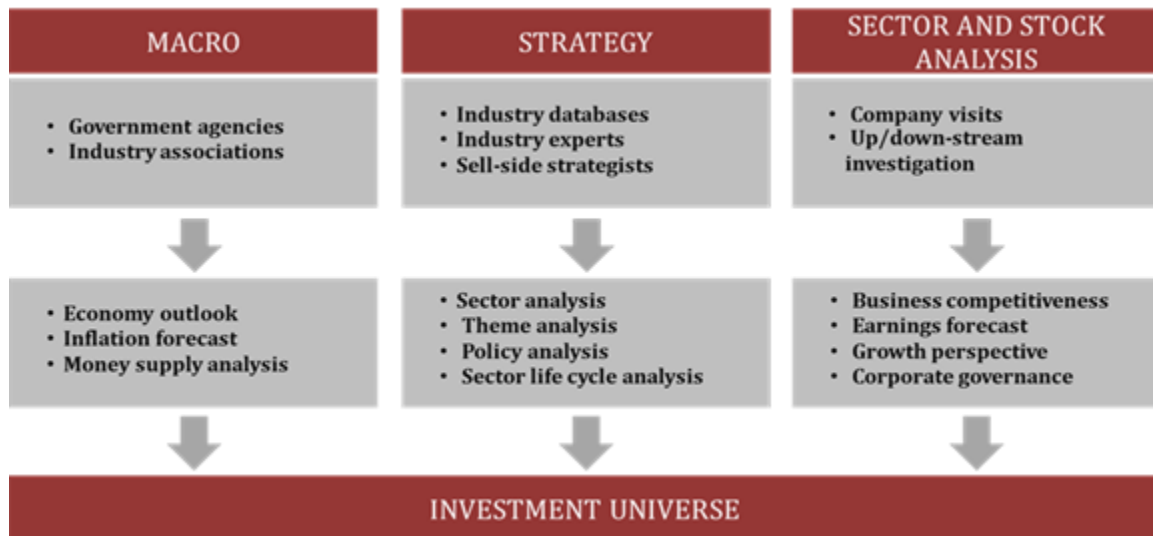 MACRO
• Government agencies
• Industry associations
• Economy outlook
• Inflation forecast
• Money supply analysis
STRATEGY
• Industry databases
• Industry experts
• Sell-side strategists
• Sector analysis
• Theme analysis
• Policy analysis
• Sector life cycle analysis
SECTOR AND STOCK
ANALYSIS
• Company visits
• Up/down-stream
investigation
• Business competitiveness
• Earnings forecast
• Growth perspective
• Corporate governance
INVESTMENT UNIVERSE